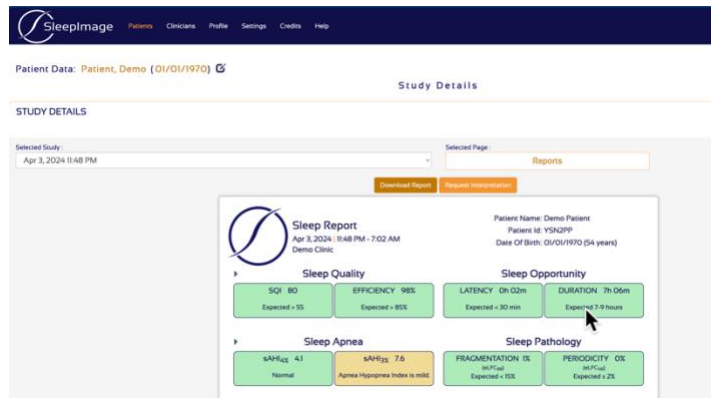 SleepImage Patients Clinicians Profile Settings Credits Help
Patient Data: Patient, Demo (01/01/1970)
Study Details
STUDY DETAILS
Selected Study :
Apr 3, 2024 11:48 PM
Selected Page :
Reports
Download Report Request Interpretation
Sleep Report
Apr 3, 2024 | 11:48 PM - 7:02 AM
Demo Clinic
Patient Name: Demo Patient
Patient Id: YSN2PP
Date Of Birth: 01/01/1970 (54 years)
Sleep Quality
SQI 80
Expected > 55
EFFICIENCY 98%
Expected > 85%
Sleep Opportunity
LATENCY 0h 02m
Expected < 30 min
DURATION 7h 06m
Expected 7-9 hours
Sleep Apnea
sAHI4% 4.1
Normal
sAHI3% 7.6
Apnea Hypopnea Index is mild.
Sleep Pathology
FRAGMENTATION 1%
Expected < 15%
PERIODICITY 0%
Expected ≤ 2%